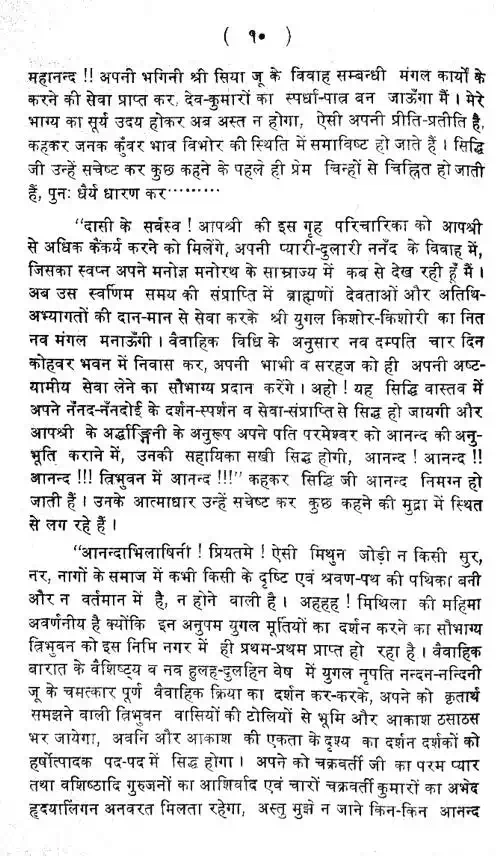 ( १० )
महानन्द !! अपनी भगिनी श्री सिया जू के विवाह सम्बन्धी मंगल कार्यों के
करने की सेवा प्राप्त कर, देव-कुमारों का स्पर्धा-पात्र बन जाऊँगा मैं । मेरे
भाग्य का सूर्य उदय होकर अब अस्त न होगा, ऐसी अपनी प्रीति-प्रतीति है,
कहकर जनक कुँवर भाव विभोर की स्थिति में समाविष्ट हो जाते हैं । सिद्धि
जी उन्हें सचेष्ट कर कुछ कहने के पहले ही प्रेम चिन्हों से चिह्नित हो जाती
हैं, पुनः धैर्य धारण कर………
"दासी के सर्वस्व ! आपश्री की इस गृह परिचारिका को आपश्री
से अधिक कैंकर्य करने को मिलेंगे, अपनी प्यारी-दुलारी ननँद के विवाह में,
जिसका स्वप्न अपने मनोज्ञ मनोरथ के साम्राज्य में कब से देख रही हूँ मैं ।
अब उस स्वर्णिम समय की संप्राप्ति में ब्राह्मणों देवताओं और अतिथि-
अभ्यागतों की दान-मान से सेवा करके श्री युगल किशोर-किशोरी का नित
नव मंगल मनाऊँगी । वैवाहिक विधि के अनुसार नव दम्पति चार दिन
कोहवर भवन में निवास कर, अपनी भाभी व सरहज को ही अपनी अष्ट-
यामीय सेवा लेने का सौभाग्य प्रदान करेंगे । अहो ! यह सिद्धि वास्तव में
अपने नँनद-नँनदोई के दर्शन-स्पर्शन व सेवा-संप्राप्ति से सिद्ध हो जायगी और
आपश्री के अर्द्धाङ्गिनी के अनुरूप अपने पति परमेश्वर को आनन्द की अनु-
भूति कराने में, उनकी सहायिका सखी सिद्ध होगी, आनन्द ! आनन्द !!
आनन्द !!! त्रिभुवन में आनन्द !!!" कहकर सिद्धि जी आनन्द निमग्न हो
जाती हैं । उनके आत्माधार उन्हें सचेष्ट कर कुछ कहने की मुद्रा में स्थित
से लग रहे हैं ।
"आनन्दाभिलाषिनी ! प्रियतमे ! ऐसी मिथुन जोड़ी न किसी सुर,
नर, नागों के समाज में कभी किसी के दृष्टि एवं श्रवण-पथ की पथिका बनी
और न वर्तमान में है, न होने वाली है । अहहह् ! मिथिला की महिमा
अवर्णनीय है क्योंकि इन अनुपम युगल मूर्तियों का दर्शन करने का सौभाग्य
त्रिभुवन को इस निमि नगर में ही प्रथम-प्रथम प्राप्त हो रहा है । वैवाहिक
वारात के वैशिष्ट्य व नव दुलह-दुलहिन वेष में युगल नृपति नन्दन-नन्दिनी
जू के चमत्कार पूर्ण वैवाहिक क्रिया का दर्शन कर-करके, अपने को कृतार्थ
समझने वाली त्रिभुवन वासियों की टोलियों से भूमि और आकाश ठसाठस
भर जायेगा, अवनि और आकाश की एकता के दृश्य का दर्शन दर्शकों को
हर्षोत्पादक पद-पद में सिद्ध होगा । अपने को चक्रवर्ती जी का परम प्यार
तथा वशिष्ठादि गुरुजनों का आशिर्वाद एवं चारों चक्रवर्ती कुमारों का अभेद
हृदयालिंगन अनवरत मिलता रहेगा, अस्तु मुझे न जाने किन-किन आनन्द